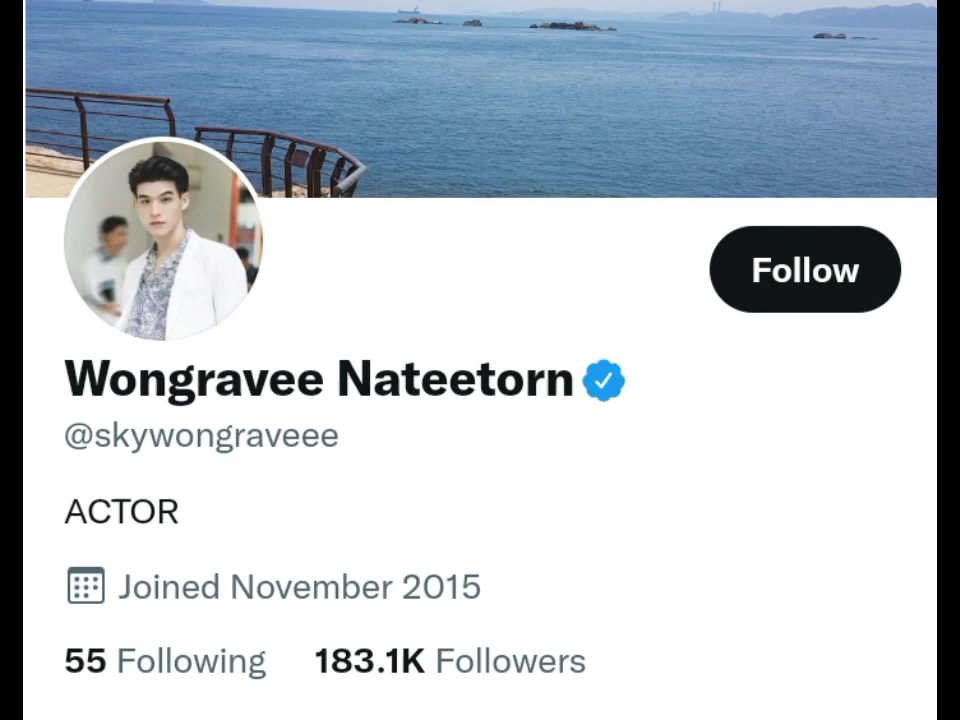 Follow
Wongravee Nateetorn
@skywongraveee
ACTOR
Joined November 2015
55 Following 183.1K Followers